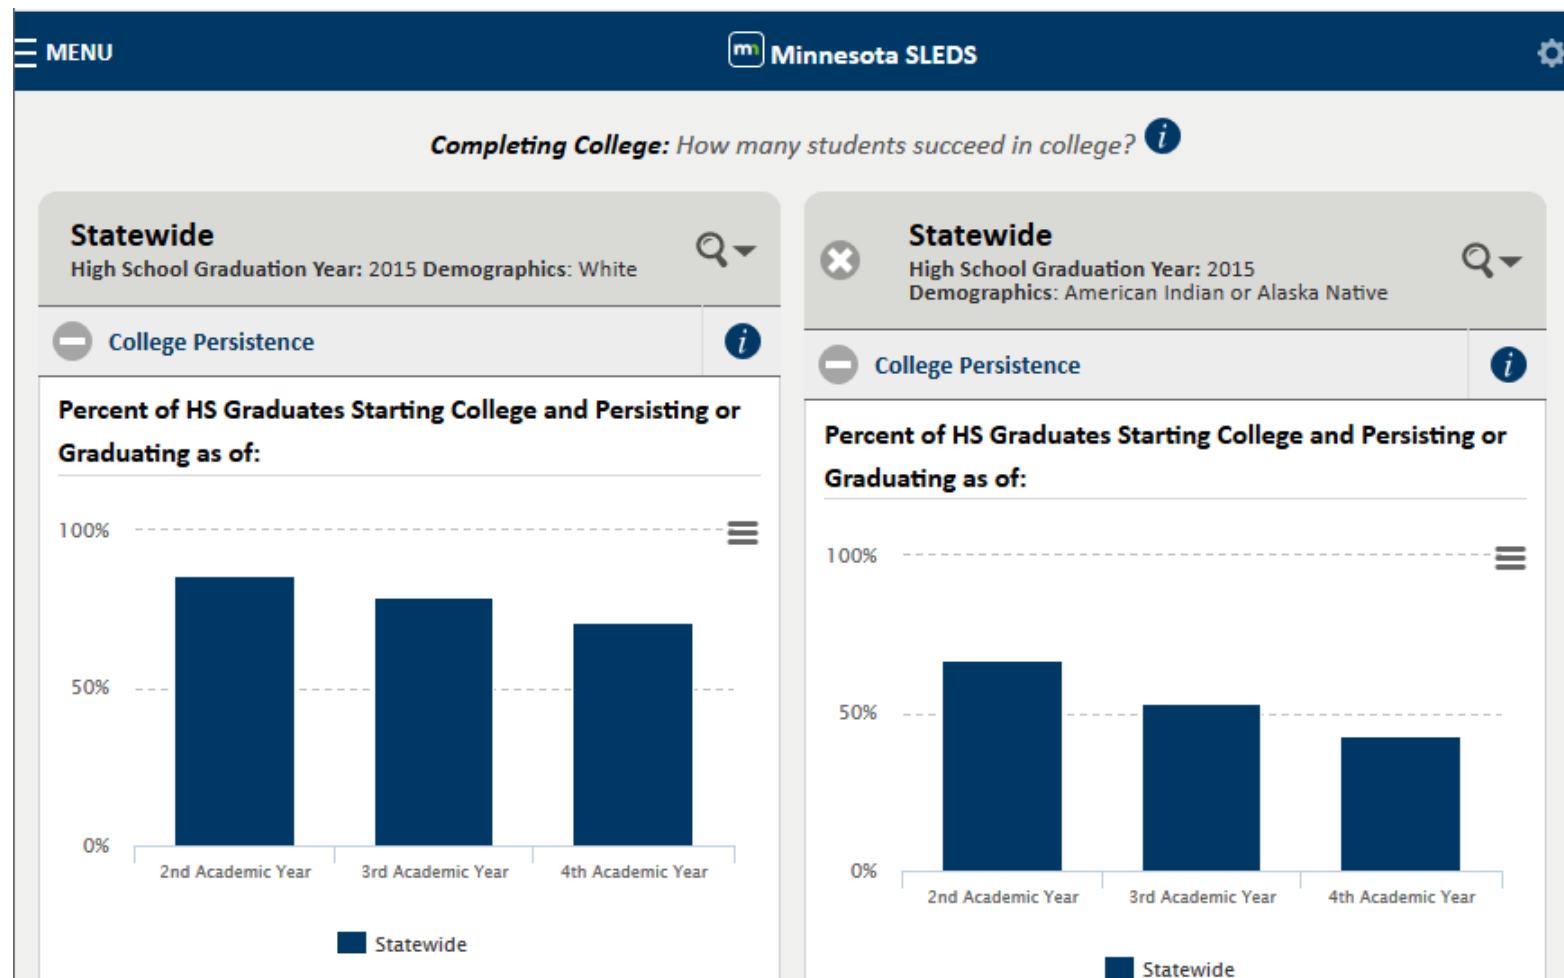 MENU
mn Minnesota SLEDS
Completing College: How many students succeed in college? i
Statewide
High School Graduation Year: 2015 Demographics: White
College Persistence i
Percent of HS Graduates Starting College and Persisting or
Graduating as of:
100%
50%
0%
2nd Academic Year 3rd Academic Year 4th Academic Year
Statewide
Statewide
High School Graduation Year: 2015
Demographics: American Indian or Alaska Native
College Persistence i
Percent of HS Graduates Starting College and Persisting or
Graduating as of:
100%
50%
0%
2nd Academic Year 3rd Academic Year 4th Academic Year
Statewide